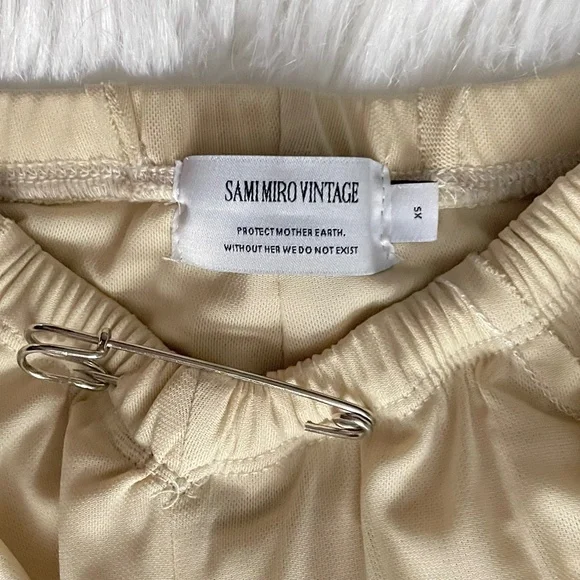 SAMI MIRO VINTAGE
PROTECT MOTHER EARTH.
WITHOUT HER WE DO NOT EXIST
XS